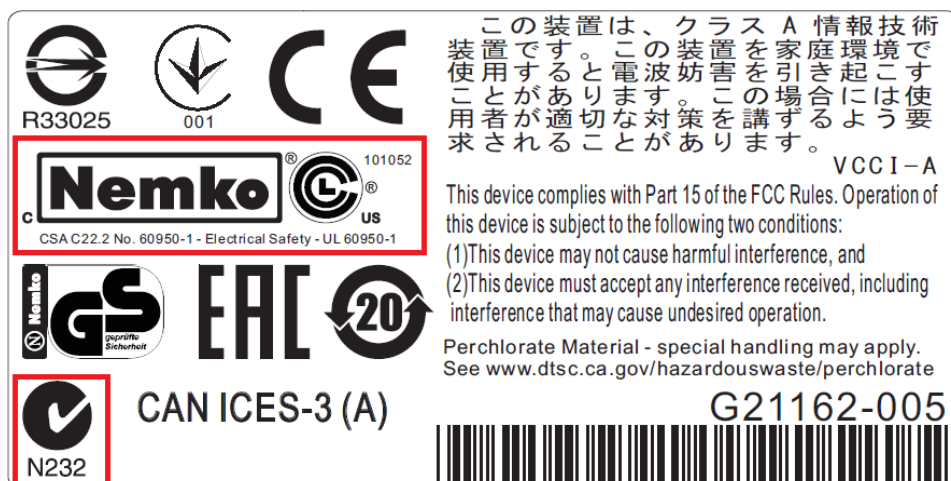 R33025
001
CE
Nemko ®
101052
®
C
US
CSA C22.2 No. 60950-1 - Electrical Safety - UL 60950-1
Nemko
GS
geprüfte
Sicherheit
EAC
20
N232
CAN ICES-3 (A)
この装置は、クラス A 情報技術
装置です。この装置を家庭環境で
使用すると電波妨害を引き起こす
ことがあります。この場合には使
用者が適切な対策を講ずるよう要
求されることがあります。
VCCI-A
This device complies with Part 15 of the FCC Rules. Operation of
this device is subject to the following two conditions:
(1)This device may not cause harmful interference, and
(2)This device must accept any interference received, including
interference that may cause undesired operation.
Perchlorate Material - special handling may apply.
See www.dtsc.ca.gov/hazardouswaste/perchlorate
G21162-005